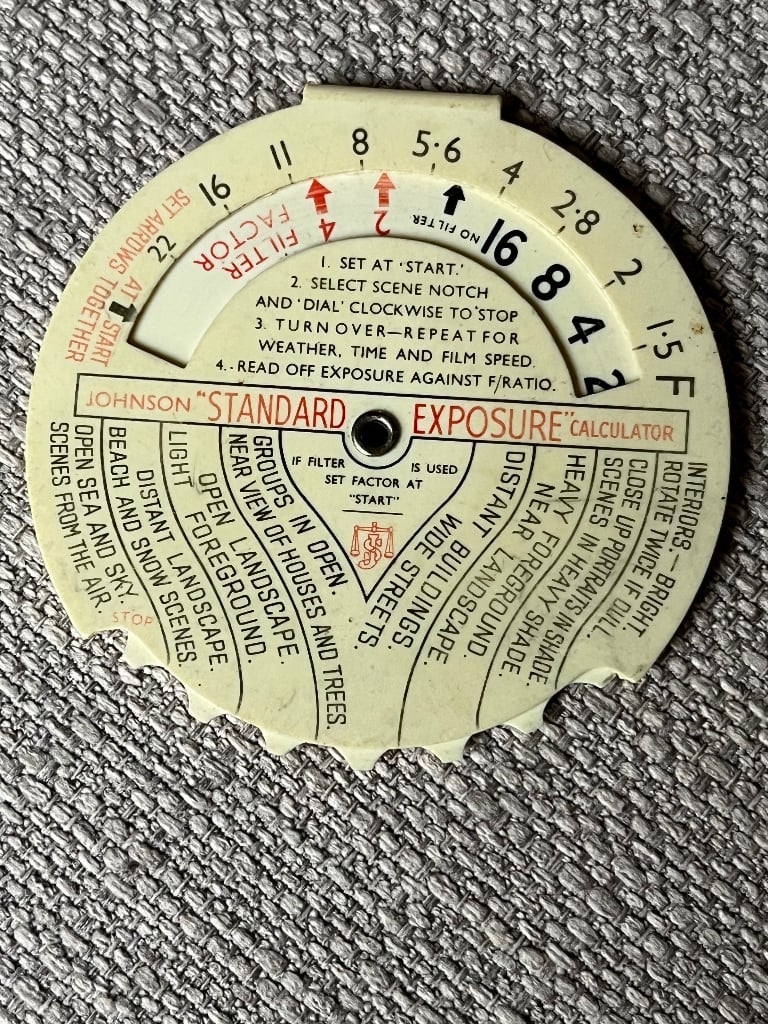 22 16 11 8 5·6 4 2·8 2 1·5 F
SET ARROWS TOGETHER
AT START
FILTER
FACTOR
4 2 NO FILTER 16 8 4 2
1. SET AT 'START.'
2. SELECT SCENE NOTCH
AND 'DIAL' CLOCKWISE TO 'STOP
3. TURN OVER—REPEAT FOR
WEATHER, TIME AND FILM SPEED.
4.-READ OFF EXPOSURE AGAINST F/RATIO.
JOHNSON "STANDARD EXPOSURE" CALCULATOR
IF FILTER IS USED
SET FACTOR AT
"START"
SCENES FROM THE AIR.
OPEN SEA AND SKY.
STOP
BEACH AND SNOW SCENES.
DISTANT LANDSCAPE.
LIGHT FOREGROUND.
OPEN LANDSCAPE.
NEAR VIEW OF HOUSES AND TREES.
GROUPS IN OPEN.
WIDE STREETS.
DISTANT BUILDINGS.
NEAR LANDSCAPE.
HEAVY FOREGROUND.
SCENES IN HEAVY SHADE.
CLOSE UP PORTRAITS IN SHADE.
ROTATE TWICE IF DULL.
INTERIORS.—BRIGHT.